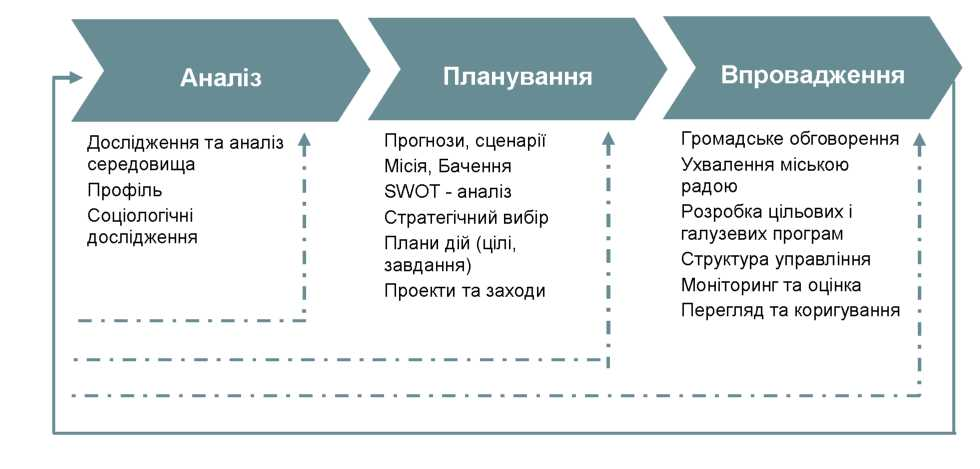 Аналіз
Дослідження та аналіз
середовища
Профіль
Соціологічні
дослідження
Планування
Прогнози, сценарії
Місія, Бачення
SWOT - аналіз
Стратегічний вибір
Плани дій (цілі,
завдання)
Проекти та заходи
Впровадження
Громадське обговорення
Ухвалення міською
радою
Розробка цільових і
галузевих програм
Структура управління
Моніторинг та оцінка
Перегляд та коригування